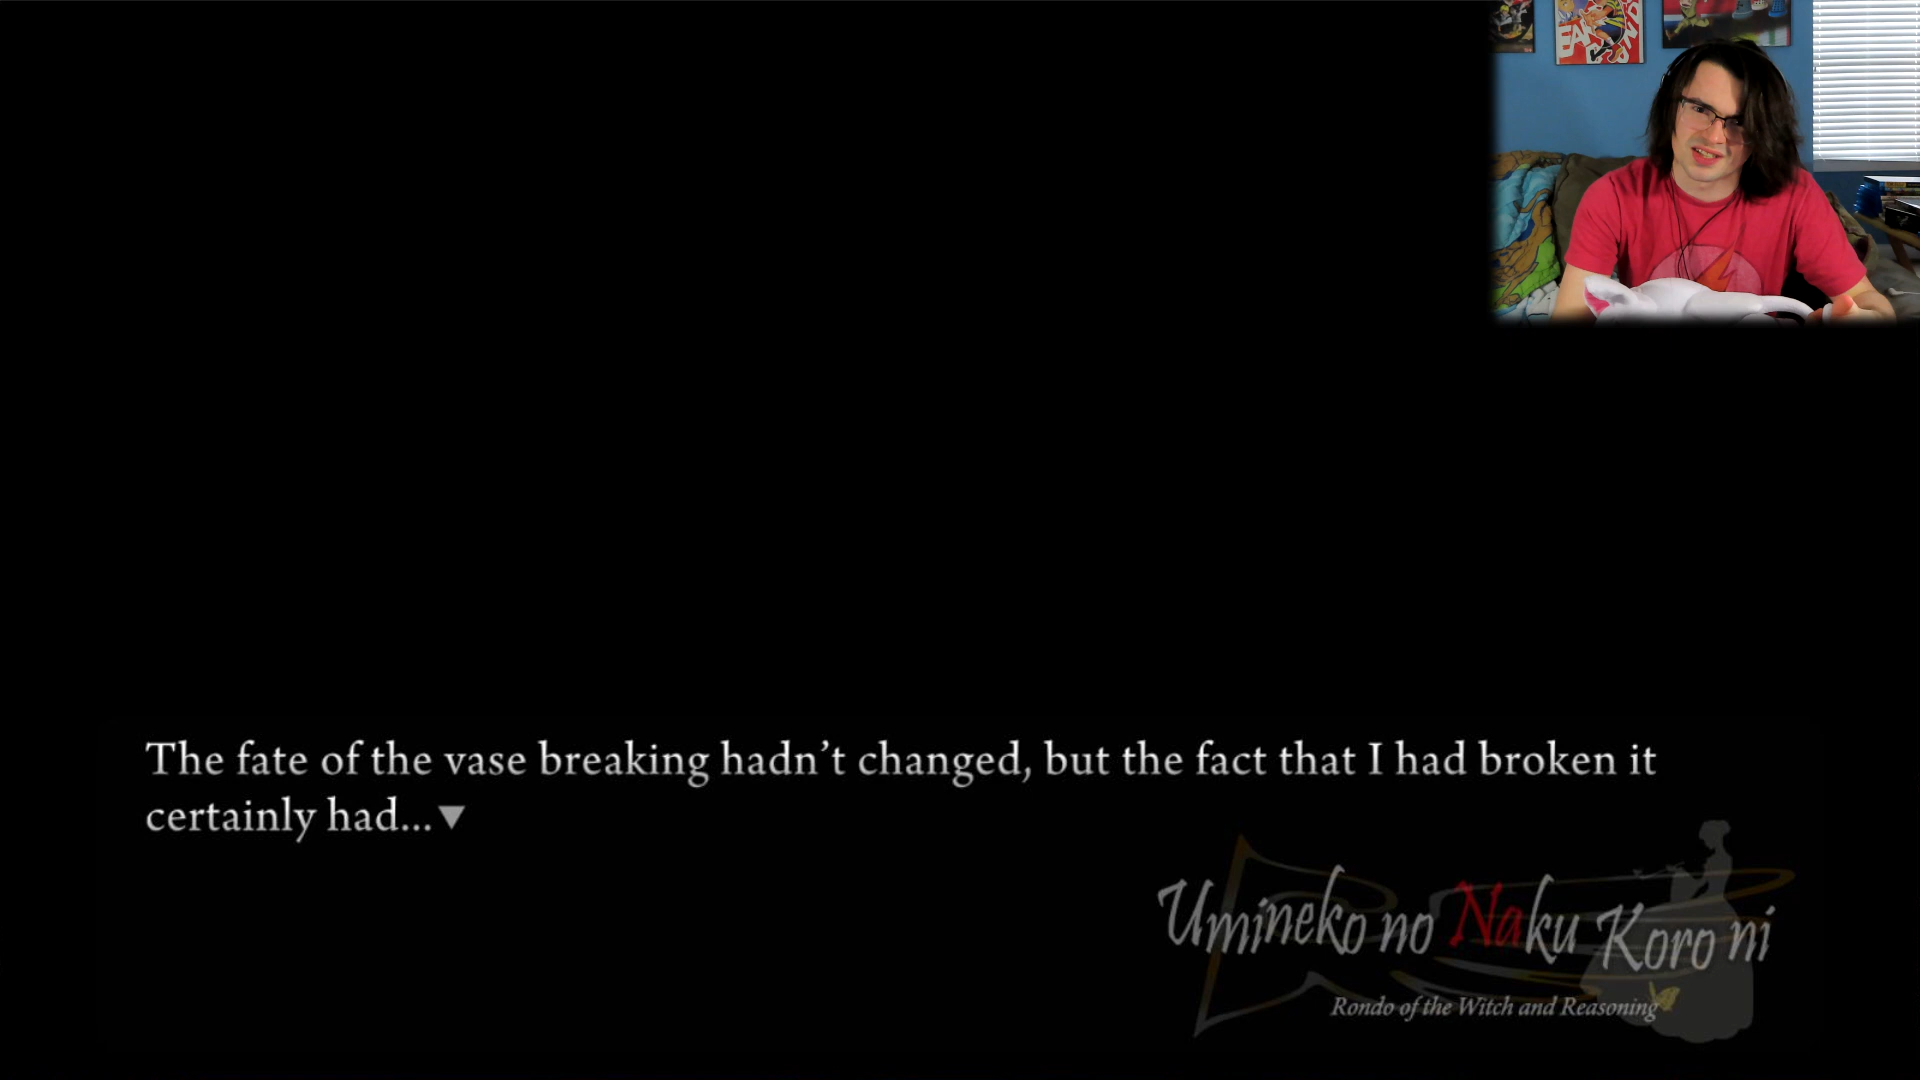 The fate of the vase breaking hadn't changed, but the fact that I had broken it
certainly had...
Umineko no Naku Koro ni
Rondo of the Witch and Reasoning